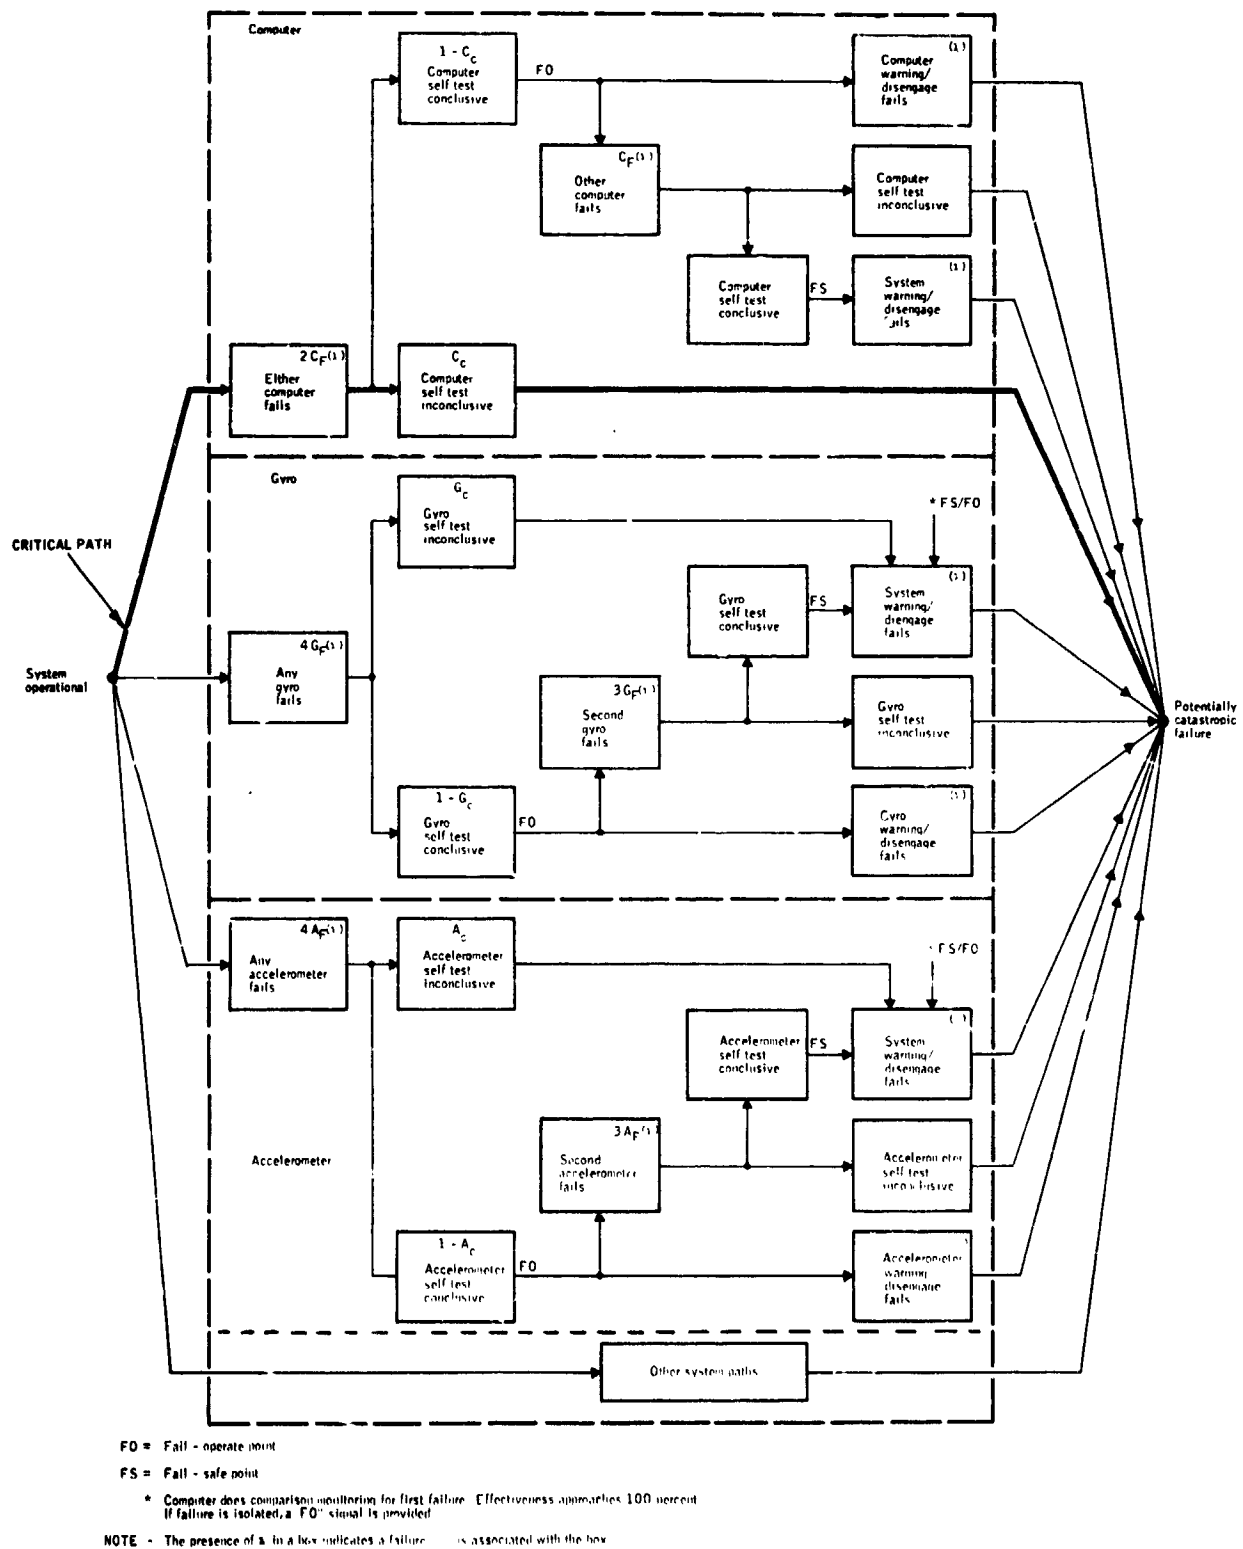 Computer
1 - Cc
Computer
self test
conclusive
FO
(λ)
Computer
warning/
disengage
fails
CF(λ)
Other
computer
fails
Computer
self test
inconclusive
Computer
self test
conclusive
FS
(λ)
System
warning/
disengage
fails
2 CF(λ)
Either
computer
fails
Cc
Computer
self test
inconclusive
Gyro
Gc
Gyro
self test
inconclusive
* FS/FO
CRITICAL PATH
Gyro
self test
conclusive
FS
(λ)
System
warning/
diengage
fails
System
operational
4 GF(λ)
Any
gyro
fails
3 GF(λ)
Second
gyro
fails
Gyro
self test
inconclusive
Potentially
catastropic
failure
1 - Gc
Gyro
self test
conclusive
FO
(λ)
Gyro
warning/
disengage
fails
4 AF(λ)
Any
accelerometer
fails
Ac
Accelerometer
self test
inconclusive
FS/FO
Accelerometer
self test
conclusive
FS
System
warning/
disengage
fails
Accelerometer
3 AF(λ)
Second
accelerometer
fails
Accelerometer
self test
inconclusive
1 - Ac
Accelerometer
self test
conclusive
FO
Accelerometer
warning
disengage
fails
Other system paths
FO = Fail - operate point
FS = Fail - safe point
* Computer does comparison monitoring for first failure Effectiveness approaches 100 percent
If failure is isolated, a FO" signal is provided
NOTE - The presence of λ in a box indicates a failure is associated with the box